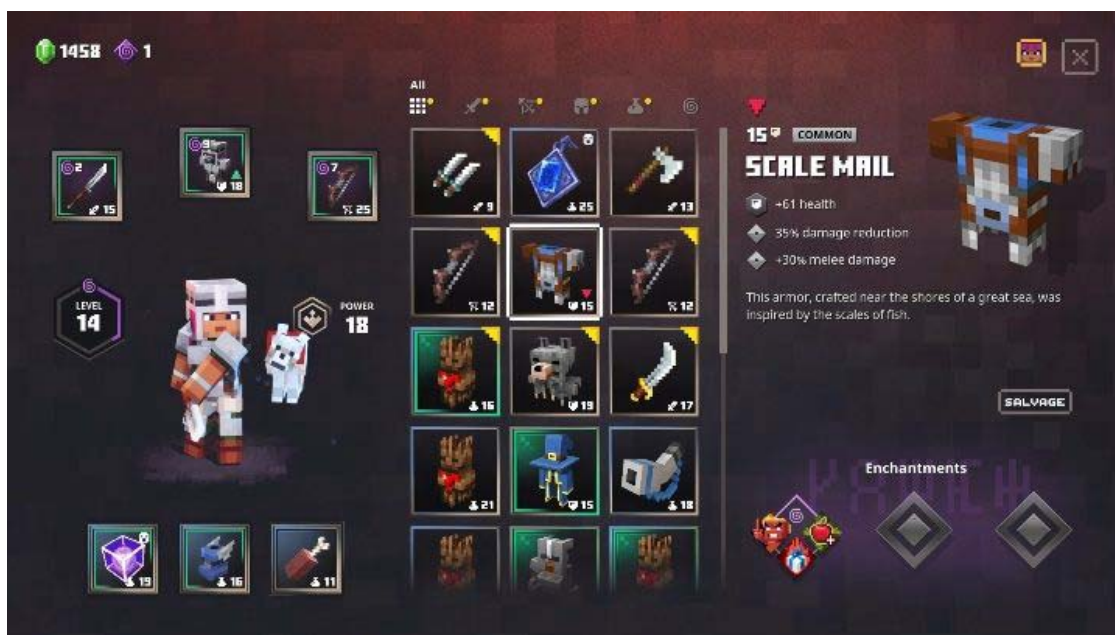 1458 1
All
2 15
9 18
7 25
LEVEL
14
POWER
18
9 25 13
12 15 12
16 19 17
21 15 18
19 16 11
15 COMMON
SCALE MAIL
+61 health
35% damage reduction
+30% melee damage
This armor, crafted near the shores of a great sea, was
inspired by the scales of fish.
SALVAGE
Enchantments